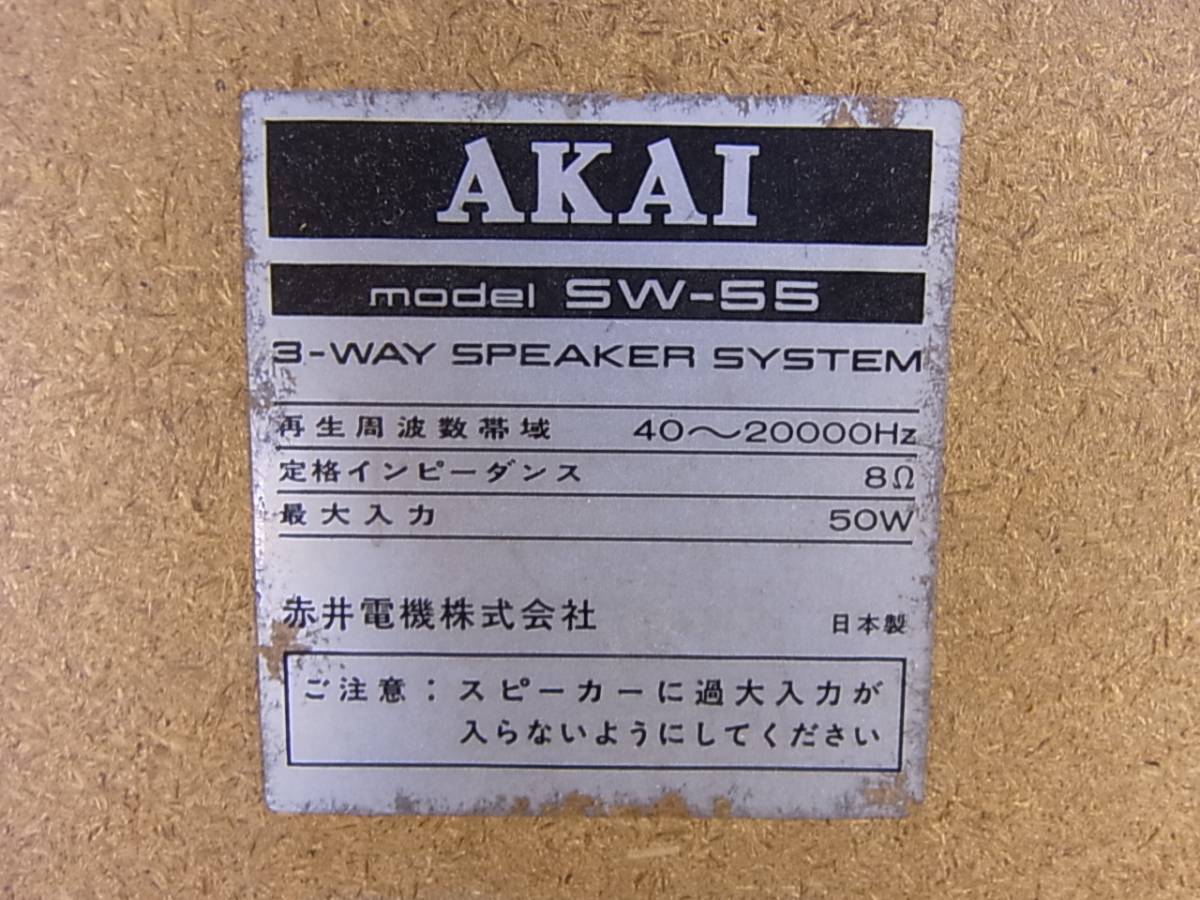 AKAI
model SW-55
3-WAY SPEAKER SYSTEM
再生周波数帯域 40～20000Hz
定格インピーダンス 8Ω
最大入力 50W
赤井電機株式会社 日本製
ご注意：スピーカーに過大入力が
入らないようにしてください